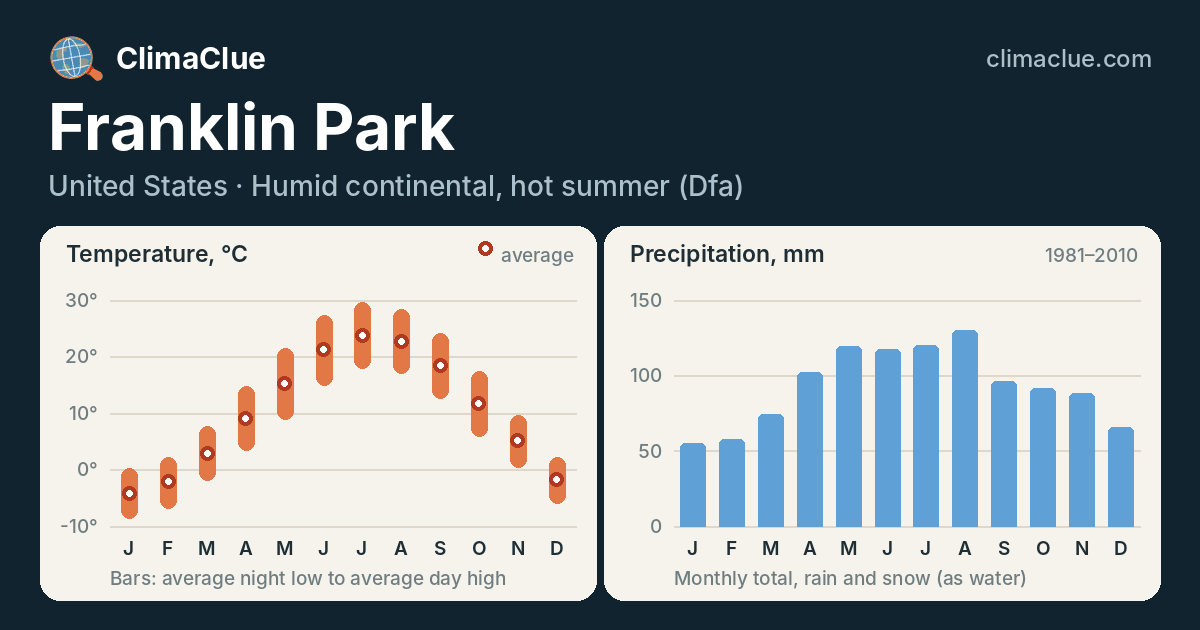 ClimaClue
climaclue.com
Franklin Park
United States · Humid continental, hot summer (Dfa)
Temperature, °C
average
30°
20°
10°
0°
-10°
J F M A M J J A S O N D
Bars: average night low to average day high
Precipitation, mm
1981–2010
150
100
50
0
J F M A M J J A S O N D
Monthly total, rain and snow (as water)